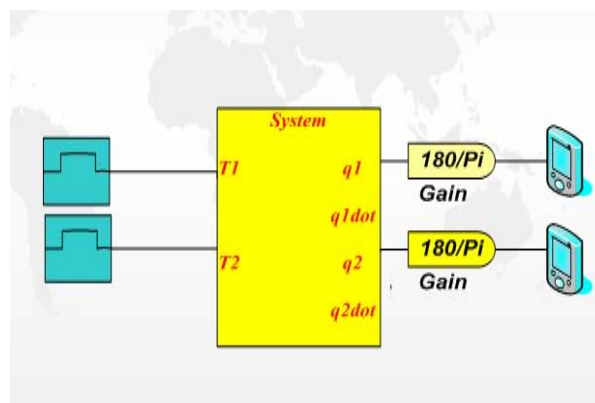 System
T1
q1
180/Pi
Gain
q1dot
T2
q2
180/Pi
Gain
q2dot